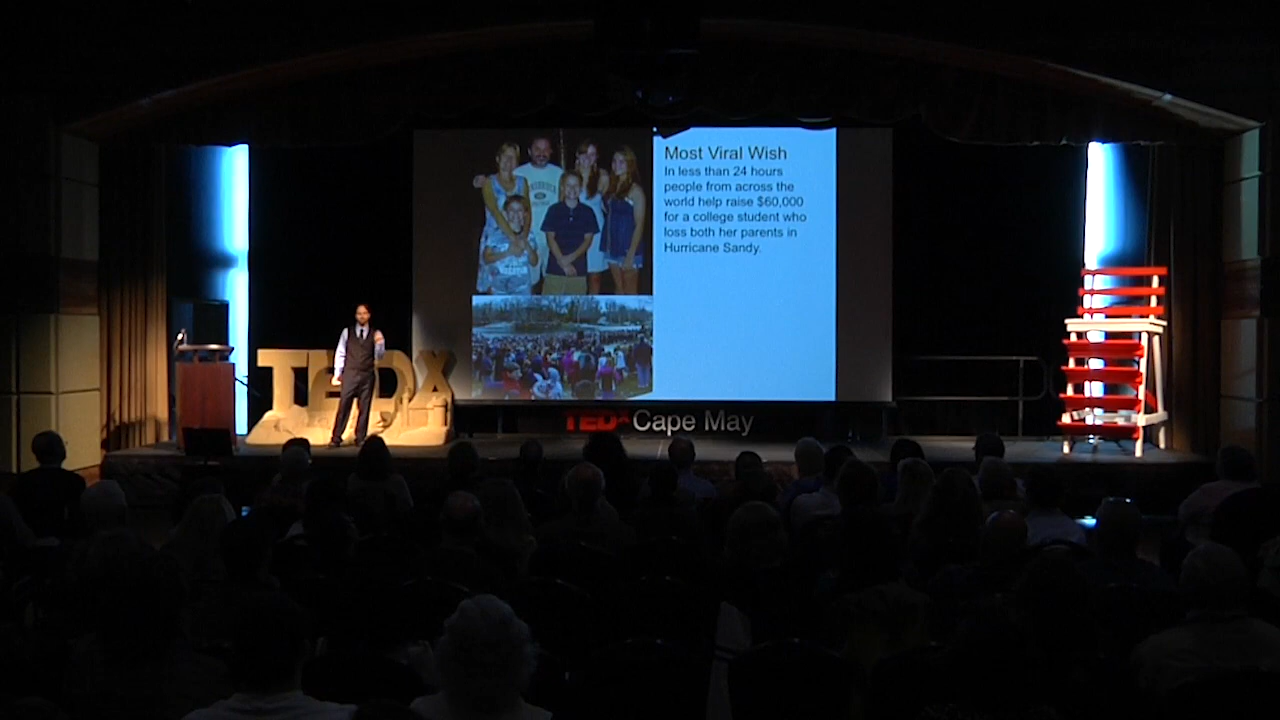 Most Viral Wish
In less than 24 hours
people from across the
world help raise $60,000
for a college student who
loss both her parents in
Hurricane Sandy.
TEDX
TEDx Cape May